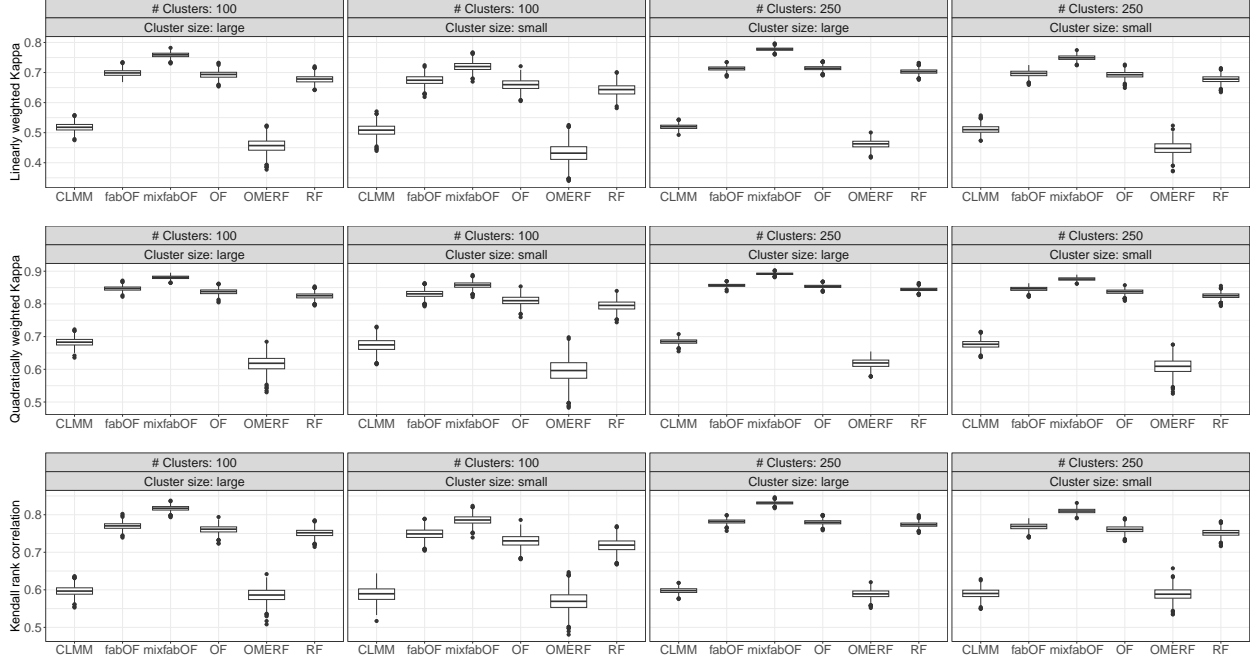 # Clusters: 100 # Clusters: 100 # Clusters: 250 # Clusters: 250
Cluster size: large Cluster size: small Cluster size: large Cluster size: small
Linearly weighted Kappa
0.8
0.7
0.6
0.5
0.4
CLMM fabOF mixfabOF OF OMERF RF CLMM fabOF mixfabOF OF OMERF RF CLMM fabOF mixfabOF OF OMERF RF CLMM fabOF mixfabOF OF OMERF RF
# Clusters: 100 # Clusters: 100 # Clusters: 250 # Clusters: 250
Cluster size: large Cluster size: small Cluster size: large Cluster size: small
Quadratically weighted Kappa
0.9
0.8
0.7
0.6
0.5
CLMM fabOF mixfabOF OF OMERF RF CLMM fabOF mixfabOF OF OMERF RF CLMM fabOF mixfabOF OF OMERF RF CLMM fabOF mixfabOF OF OMERF RF
# Clusters: 100 # Clusters: 100 # Clusters: 250 # Clusters: 250
Cluster size: large Cluster size: small Cluster size: large Cluster size: small
Kendall rank correlation
0.8
0.7
0.6
0.5
CLMM fabOF mixfabOF OF OMERF RF CLMM fabOF mixfabOF OF OMERF RF CLMM fabOF mixfabOF OF OMERF RF CLMM fabOF mixfabOF OF OMERF RF